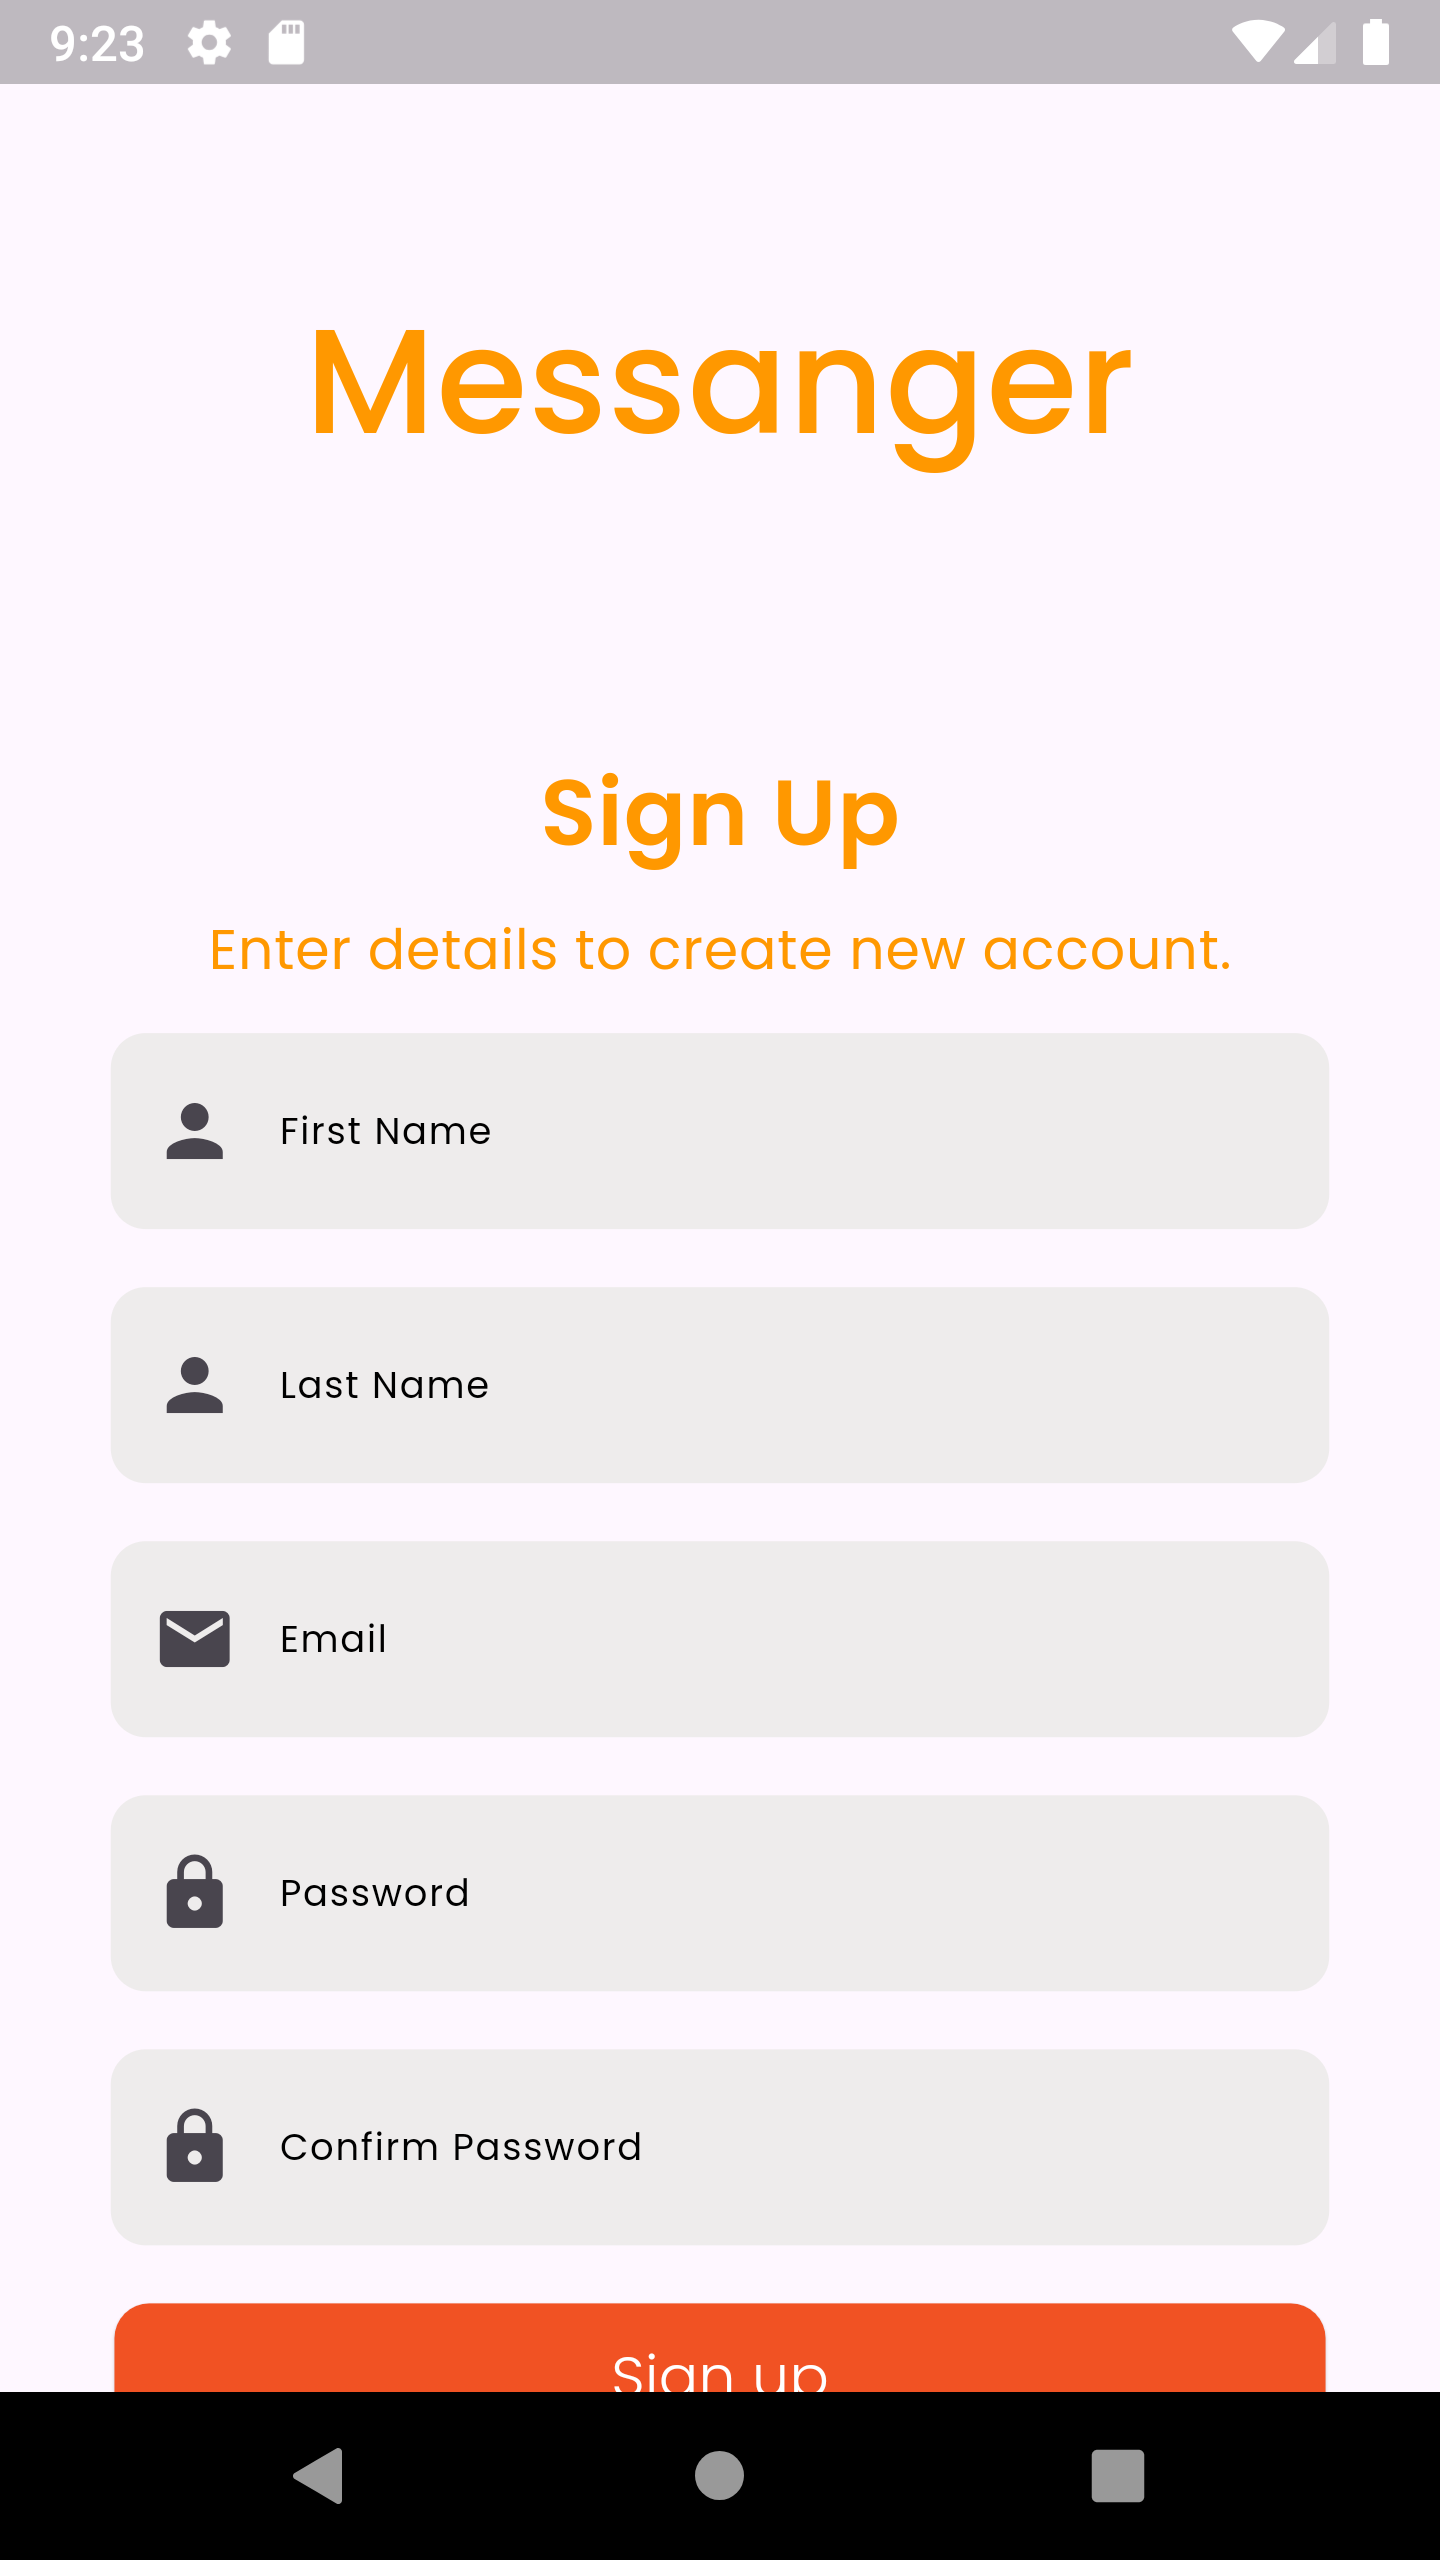 9:23
Messanger
Sign Up
Enter details to create new account.
First Name
Last Name
Email
Password
Confirm Password
Sign up